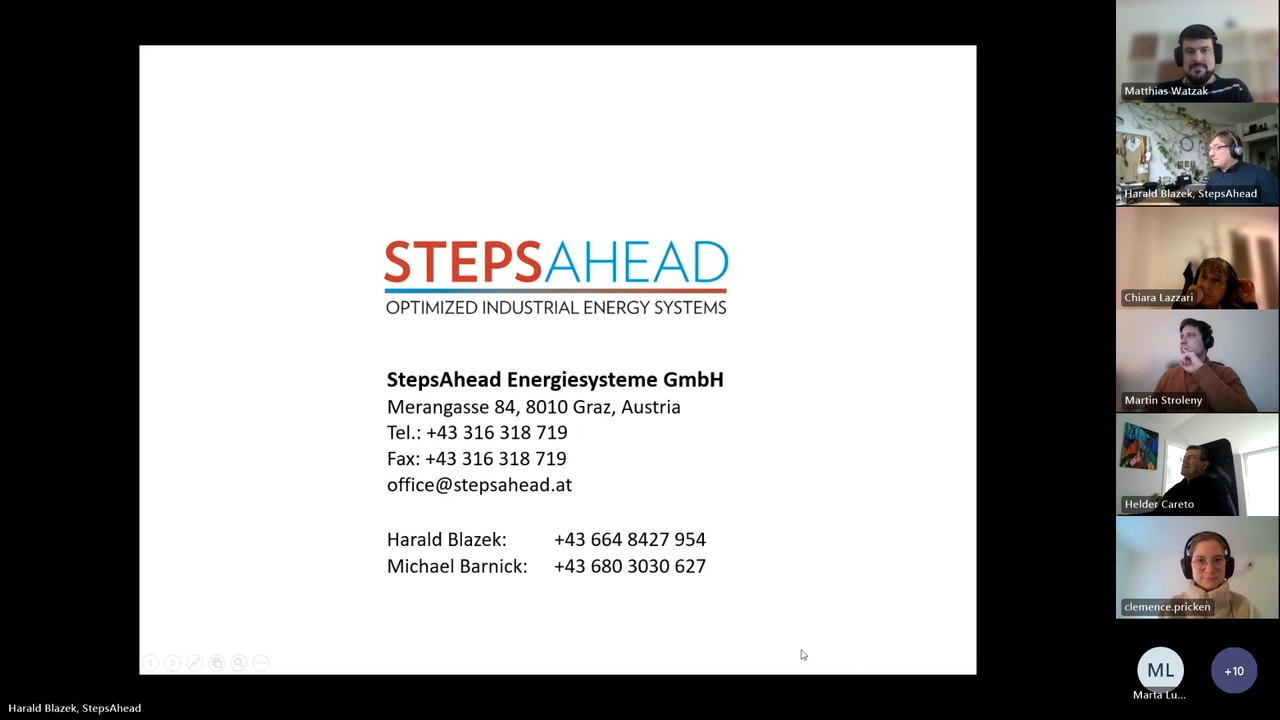 STEPSAHEAD
OPTIMIZED INDUSTRIAL ENERGY SYSTEMS
StepsAhead Energiesysteme GmbH
Merangasse 84, 8010 Graz, Austria
Tel.: +43 316 318 719
Fax: +43 316 318 719
office@stepsahead.at
Harald Blazek: +43 664 8427 954
Michael Barnick: +43 680 3030 627
Harald Blazek, StepsAhead
Matthias Watzak
Harald Blazek, StepsAhead
Chiara Lazzari
Martin Stroleny
Helder Careto
clemence.pricken
ML
+10
Marta Lu...